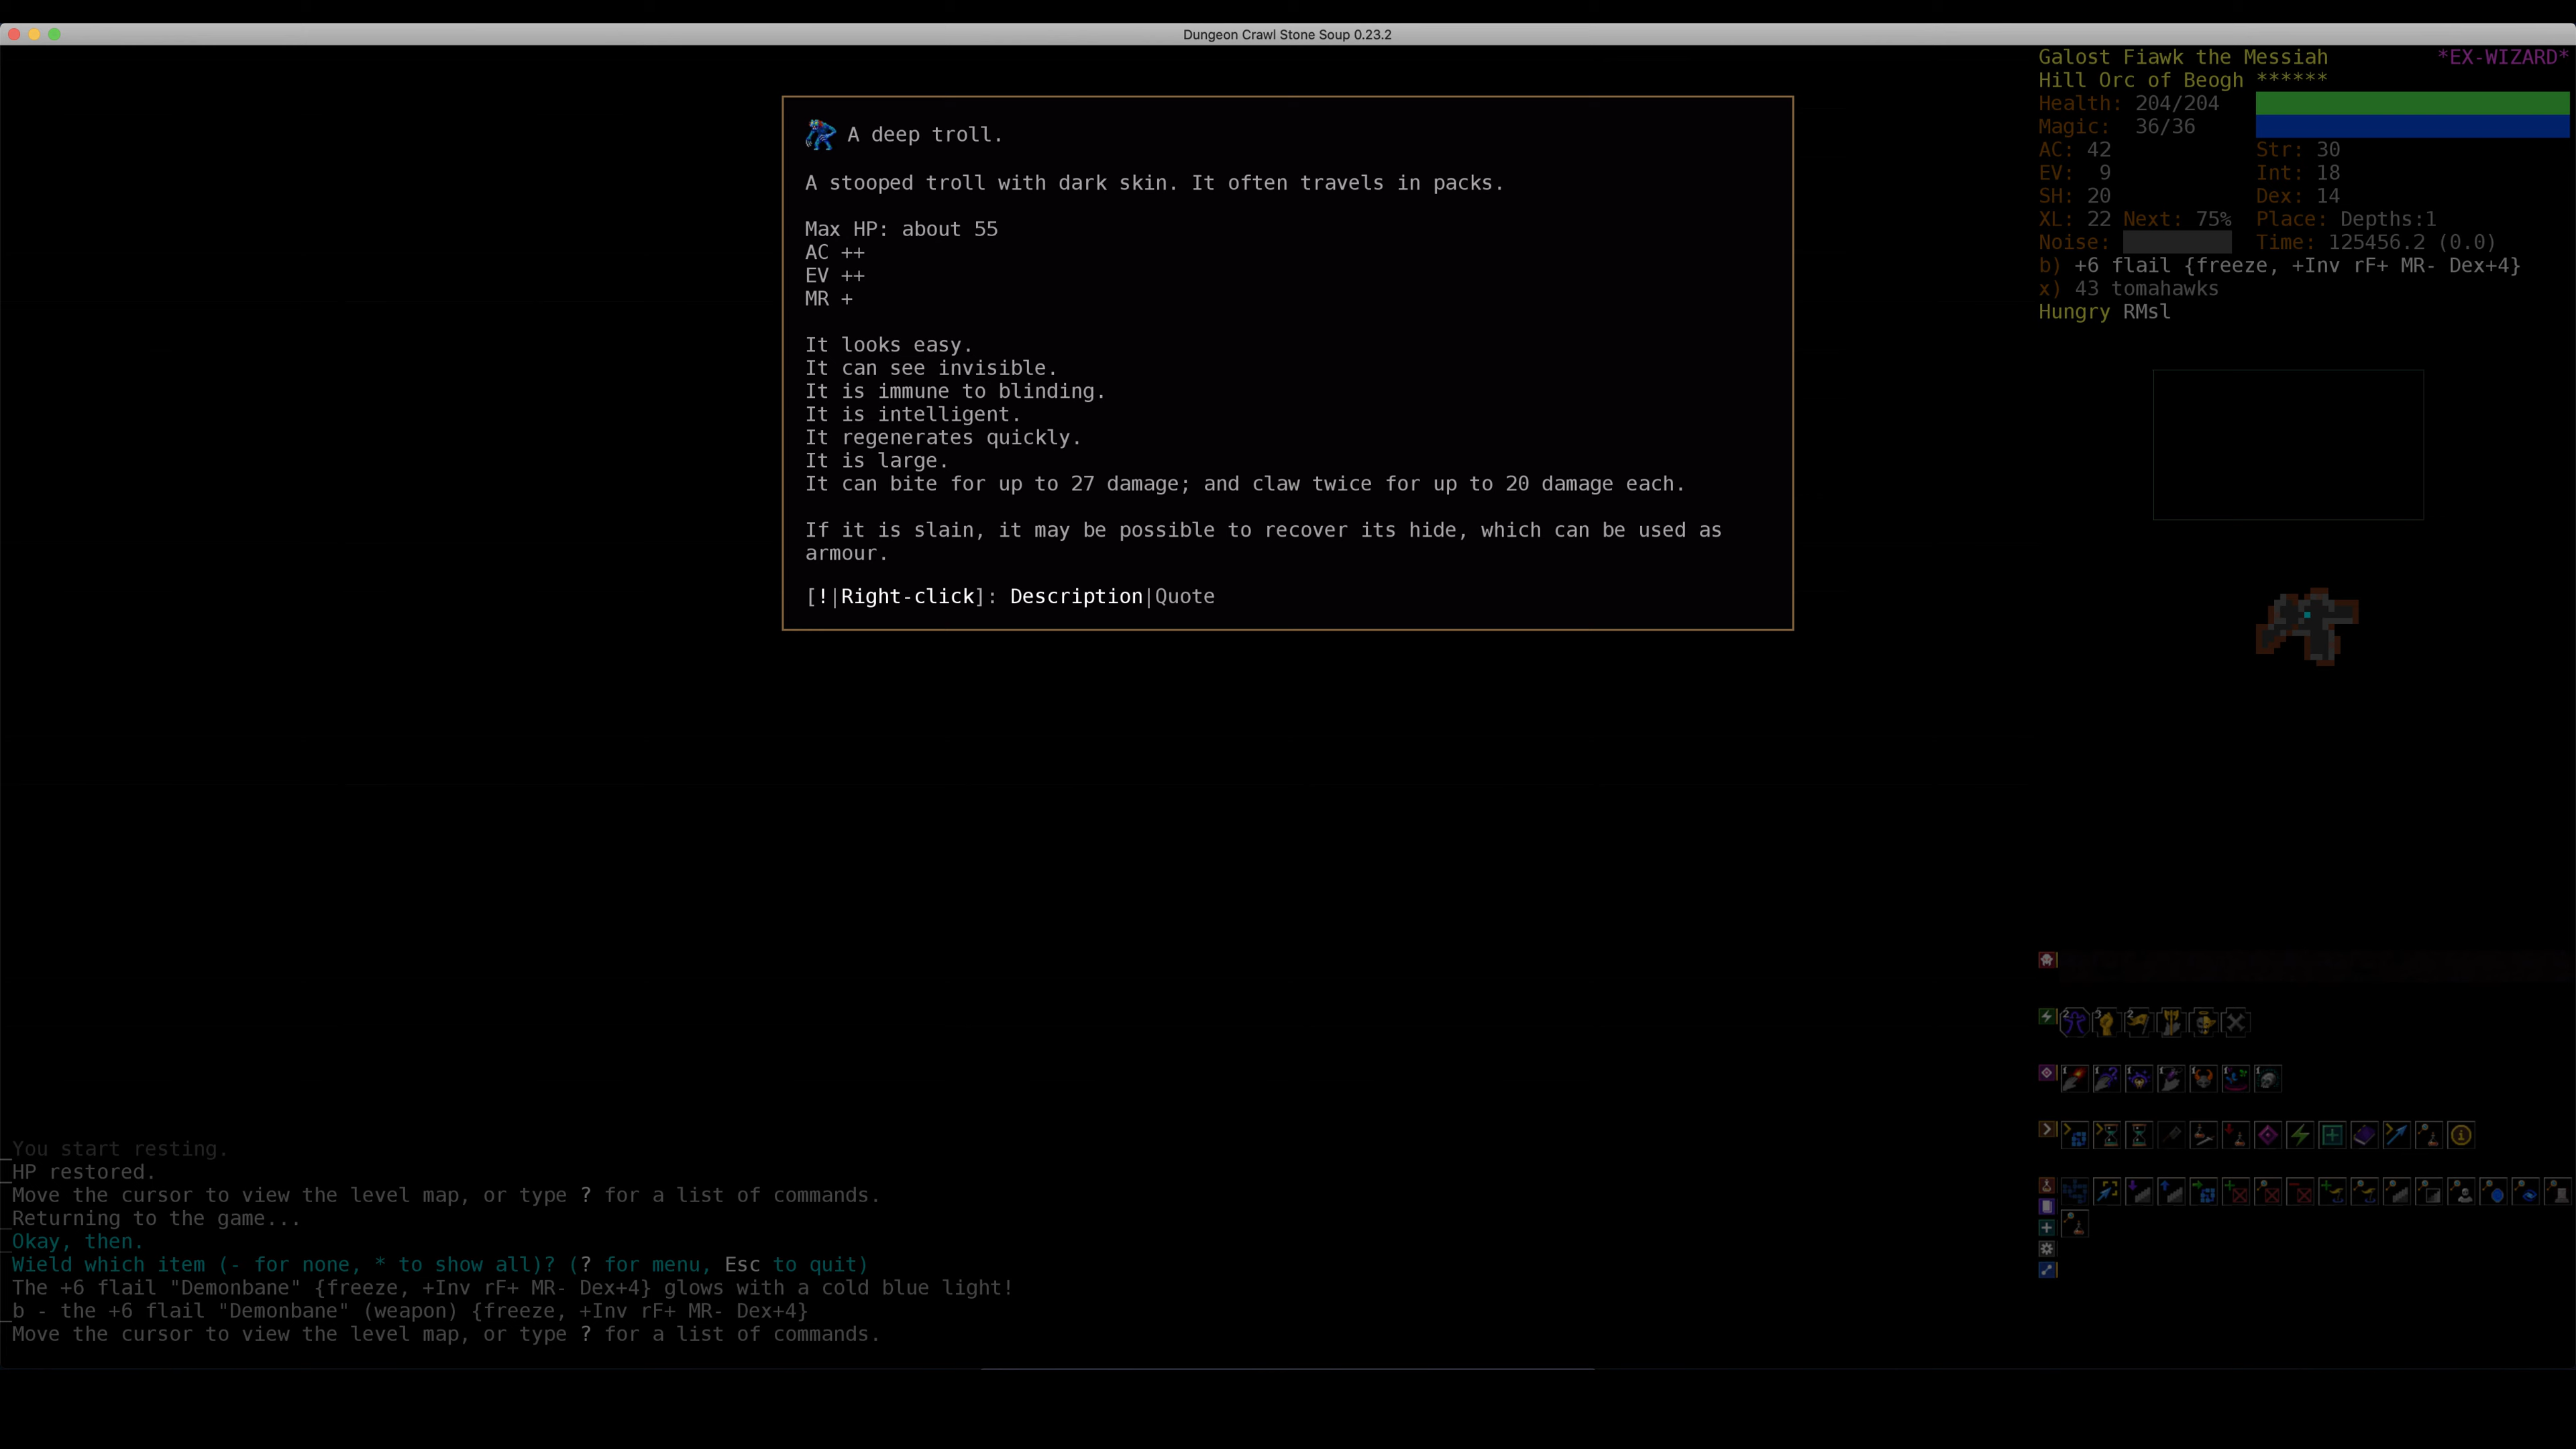 Dungeon Crawl Stone Soup 0.23.2
Galost Fiawk the Messiah *EX-WIZARD*
Hill Orc of Beogh ******
Health: 204/204
Magic: 36/36
AC: 42 Str: 30
EV: 9 Int: 18
SH: 20 Dex: 14
XL: 22 Next: 75% Place: Depths:1
Noise: Time: 125456.2 (0.0)
b) +6 flail {freeze, +Inv rF+ MR- Dex+4}
x) 43 tomahawks
Hungry RMsl
A deep troll.
A stooped troll with dark skin. It often travels in packs.
Max HP: about 55
AC ++
EV ++
MR +
It looks easy.
It can see invisible.
It is immune to blinding.
It is intelligent.
It regenerates quickly.
It is large.
It can bite for up to 27 damage; and claw twice for up to 20 damage each.
If it is slain, it may be possible to recover its hide, which can be used as
armour.
[!|Right-click]: Description|Quote
You start resting.
_HP restored.
Move the cursor to view the level map, or type ? for a list of commands.
_Returning to the game...
_Okay, then.
Wield which item (- for none, * to show all)? (? for menu, Esc to quit)
The +6 flail "Demonbane" {freeze, +Inv rF+ MR- Dex+4} glows with a cold blue light!
_b - the +6 flail "Demonbane" (weapon) {freeze, +Inv rF+ MR- Dex+4}
Move the cursor to view the level map, or type ? for a list of commands.